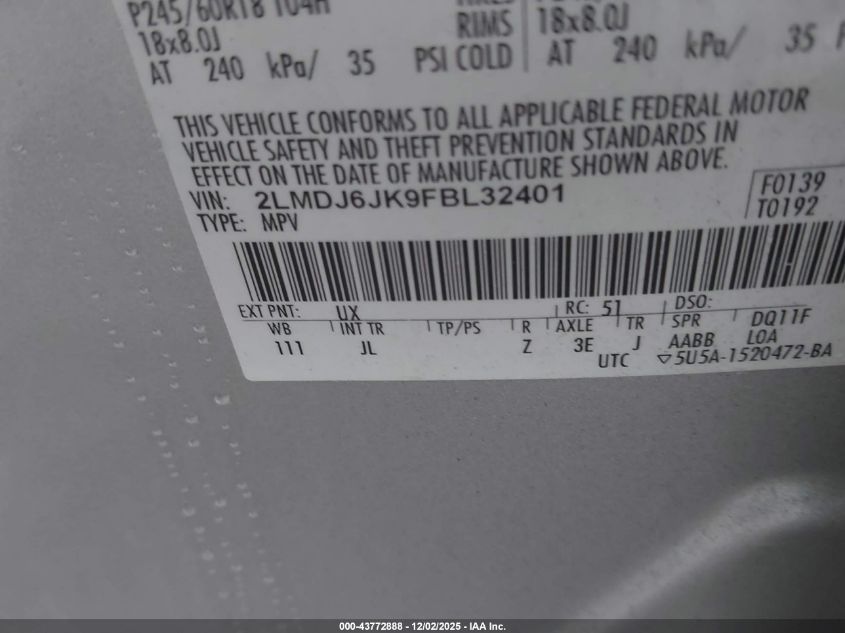 P245/60R18 104H
18x8.0J
RIMS
18x8.0J
AT 240 kPa/ 35 PSI COLD
AT 240 kPa/ 35
THIS VEHICLE CONFORMS TO ALL APPLICABLE FEDERAL MOTOR
VEHICLE SAFETY AND THEFT PREVENTION STANDARDS IN
EFFECT ON THE DATE OF MANUFACTURE SHOWN ABOVE.
VIN: 2LMDJ6JK9FBL32401
F0139
TYPE: MPV
T0192
EXT PNT: UX RC: 51 DSO:
WB INT TR TP/PS R AXLE TR SPR DQ11F
111 JL Z 3E J AABB LOA
UTC ▽5U5A-1520472-BA
000-43772888 - 12/02/2025 - IAA Inc.